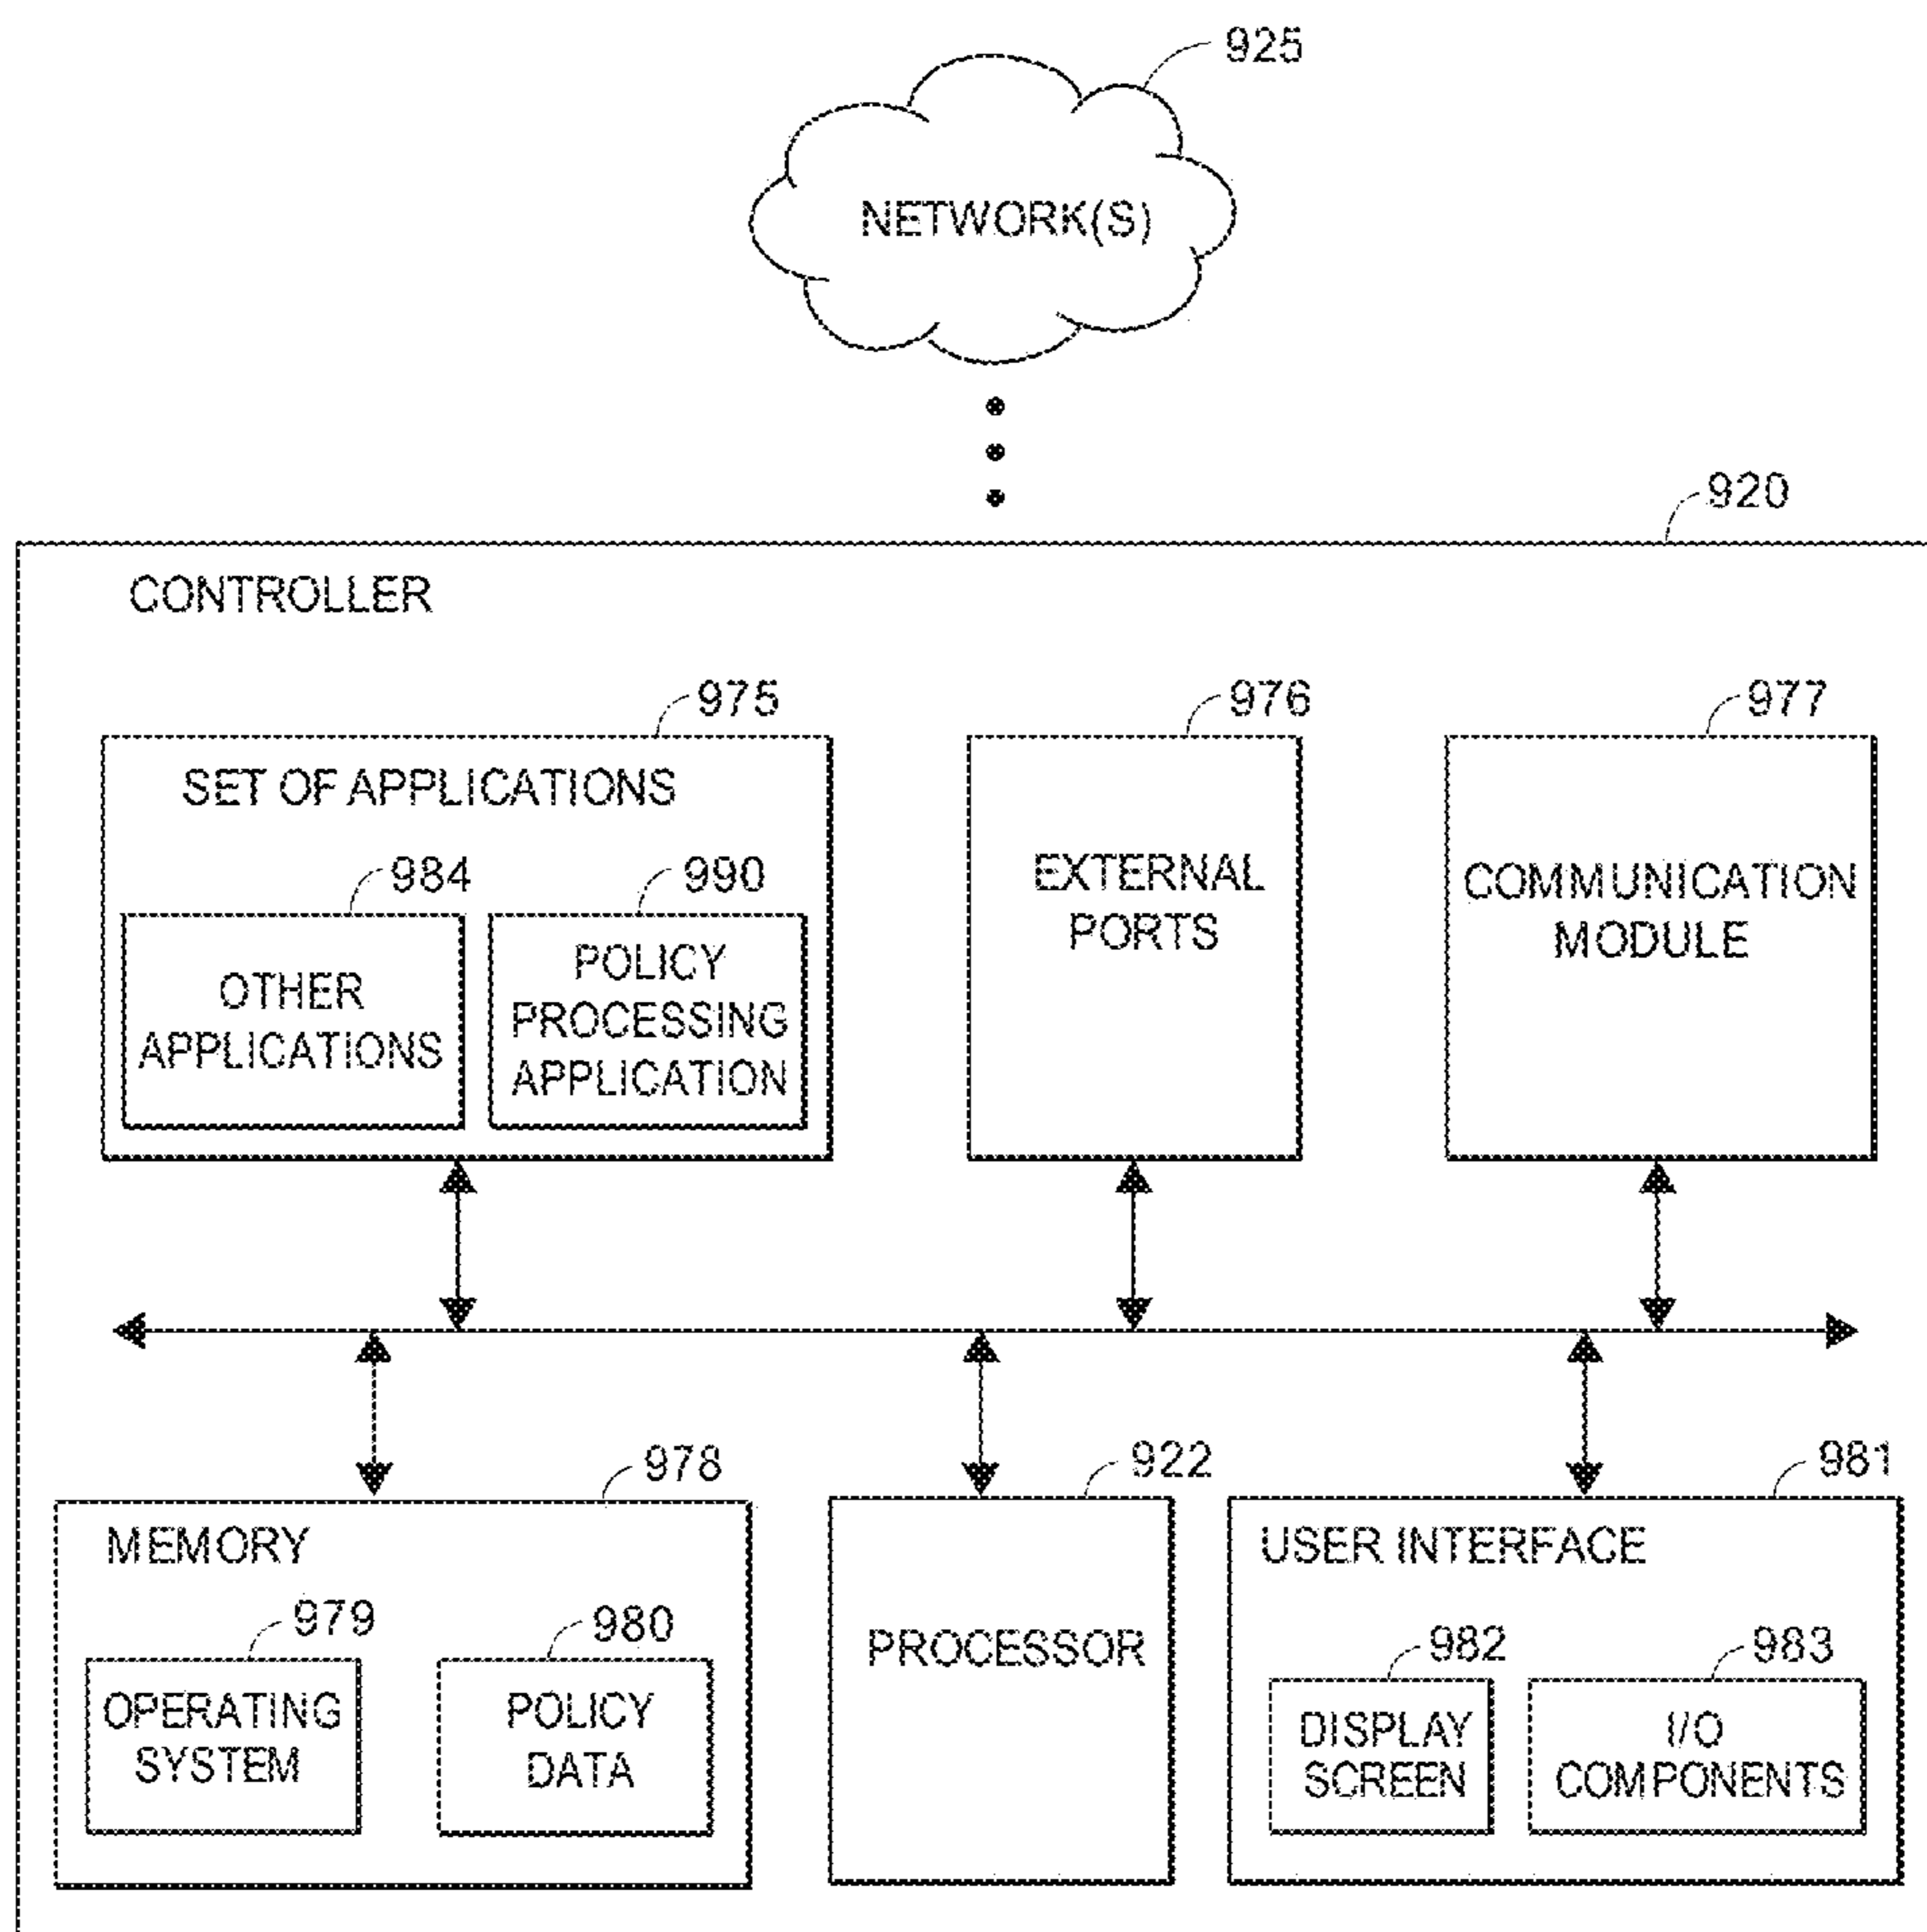 925
NETWORK(S)
920
CONTROLLER
975
SET OF APPLICATIONS
984
OTHER
APPLICATIONS
990
POLICY
PROCESSING
APPLICATION
976
EXTERNAL
PORTS
977
COMMUNICATION
MODULE
978
MEMORY
979
OPERATING
SYSTEM
980
POLICY
DATA
922
PROCESSOR
981
USER INTERFACE
982
DISPLAY
SCREEN
983
I/O
COMPONENTS